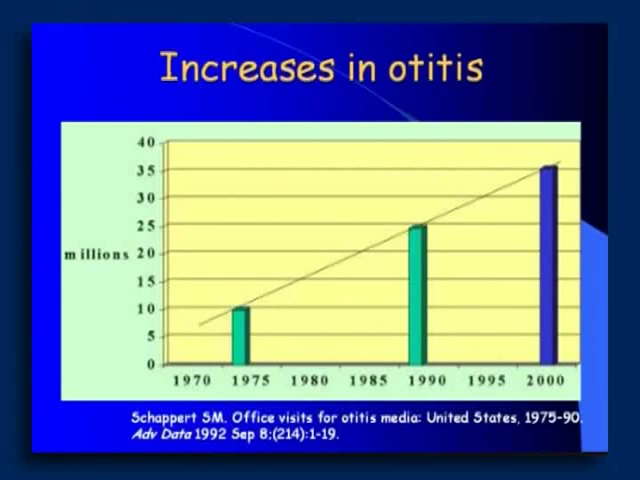 Increases in otitis
40
35
30
25
millions 20
15
10
5
0
1970 1975 1980 1985 1990 1995 2000
Schappert SM. Office visits for otitis media: United States, 1975-90.
Adv Data 1992 Sep 8;(214):1-19.